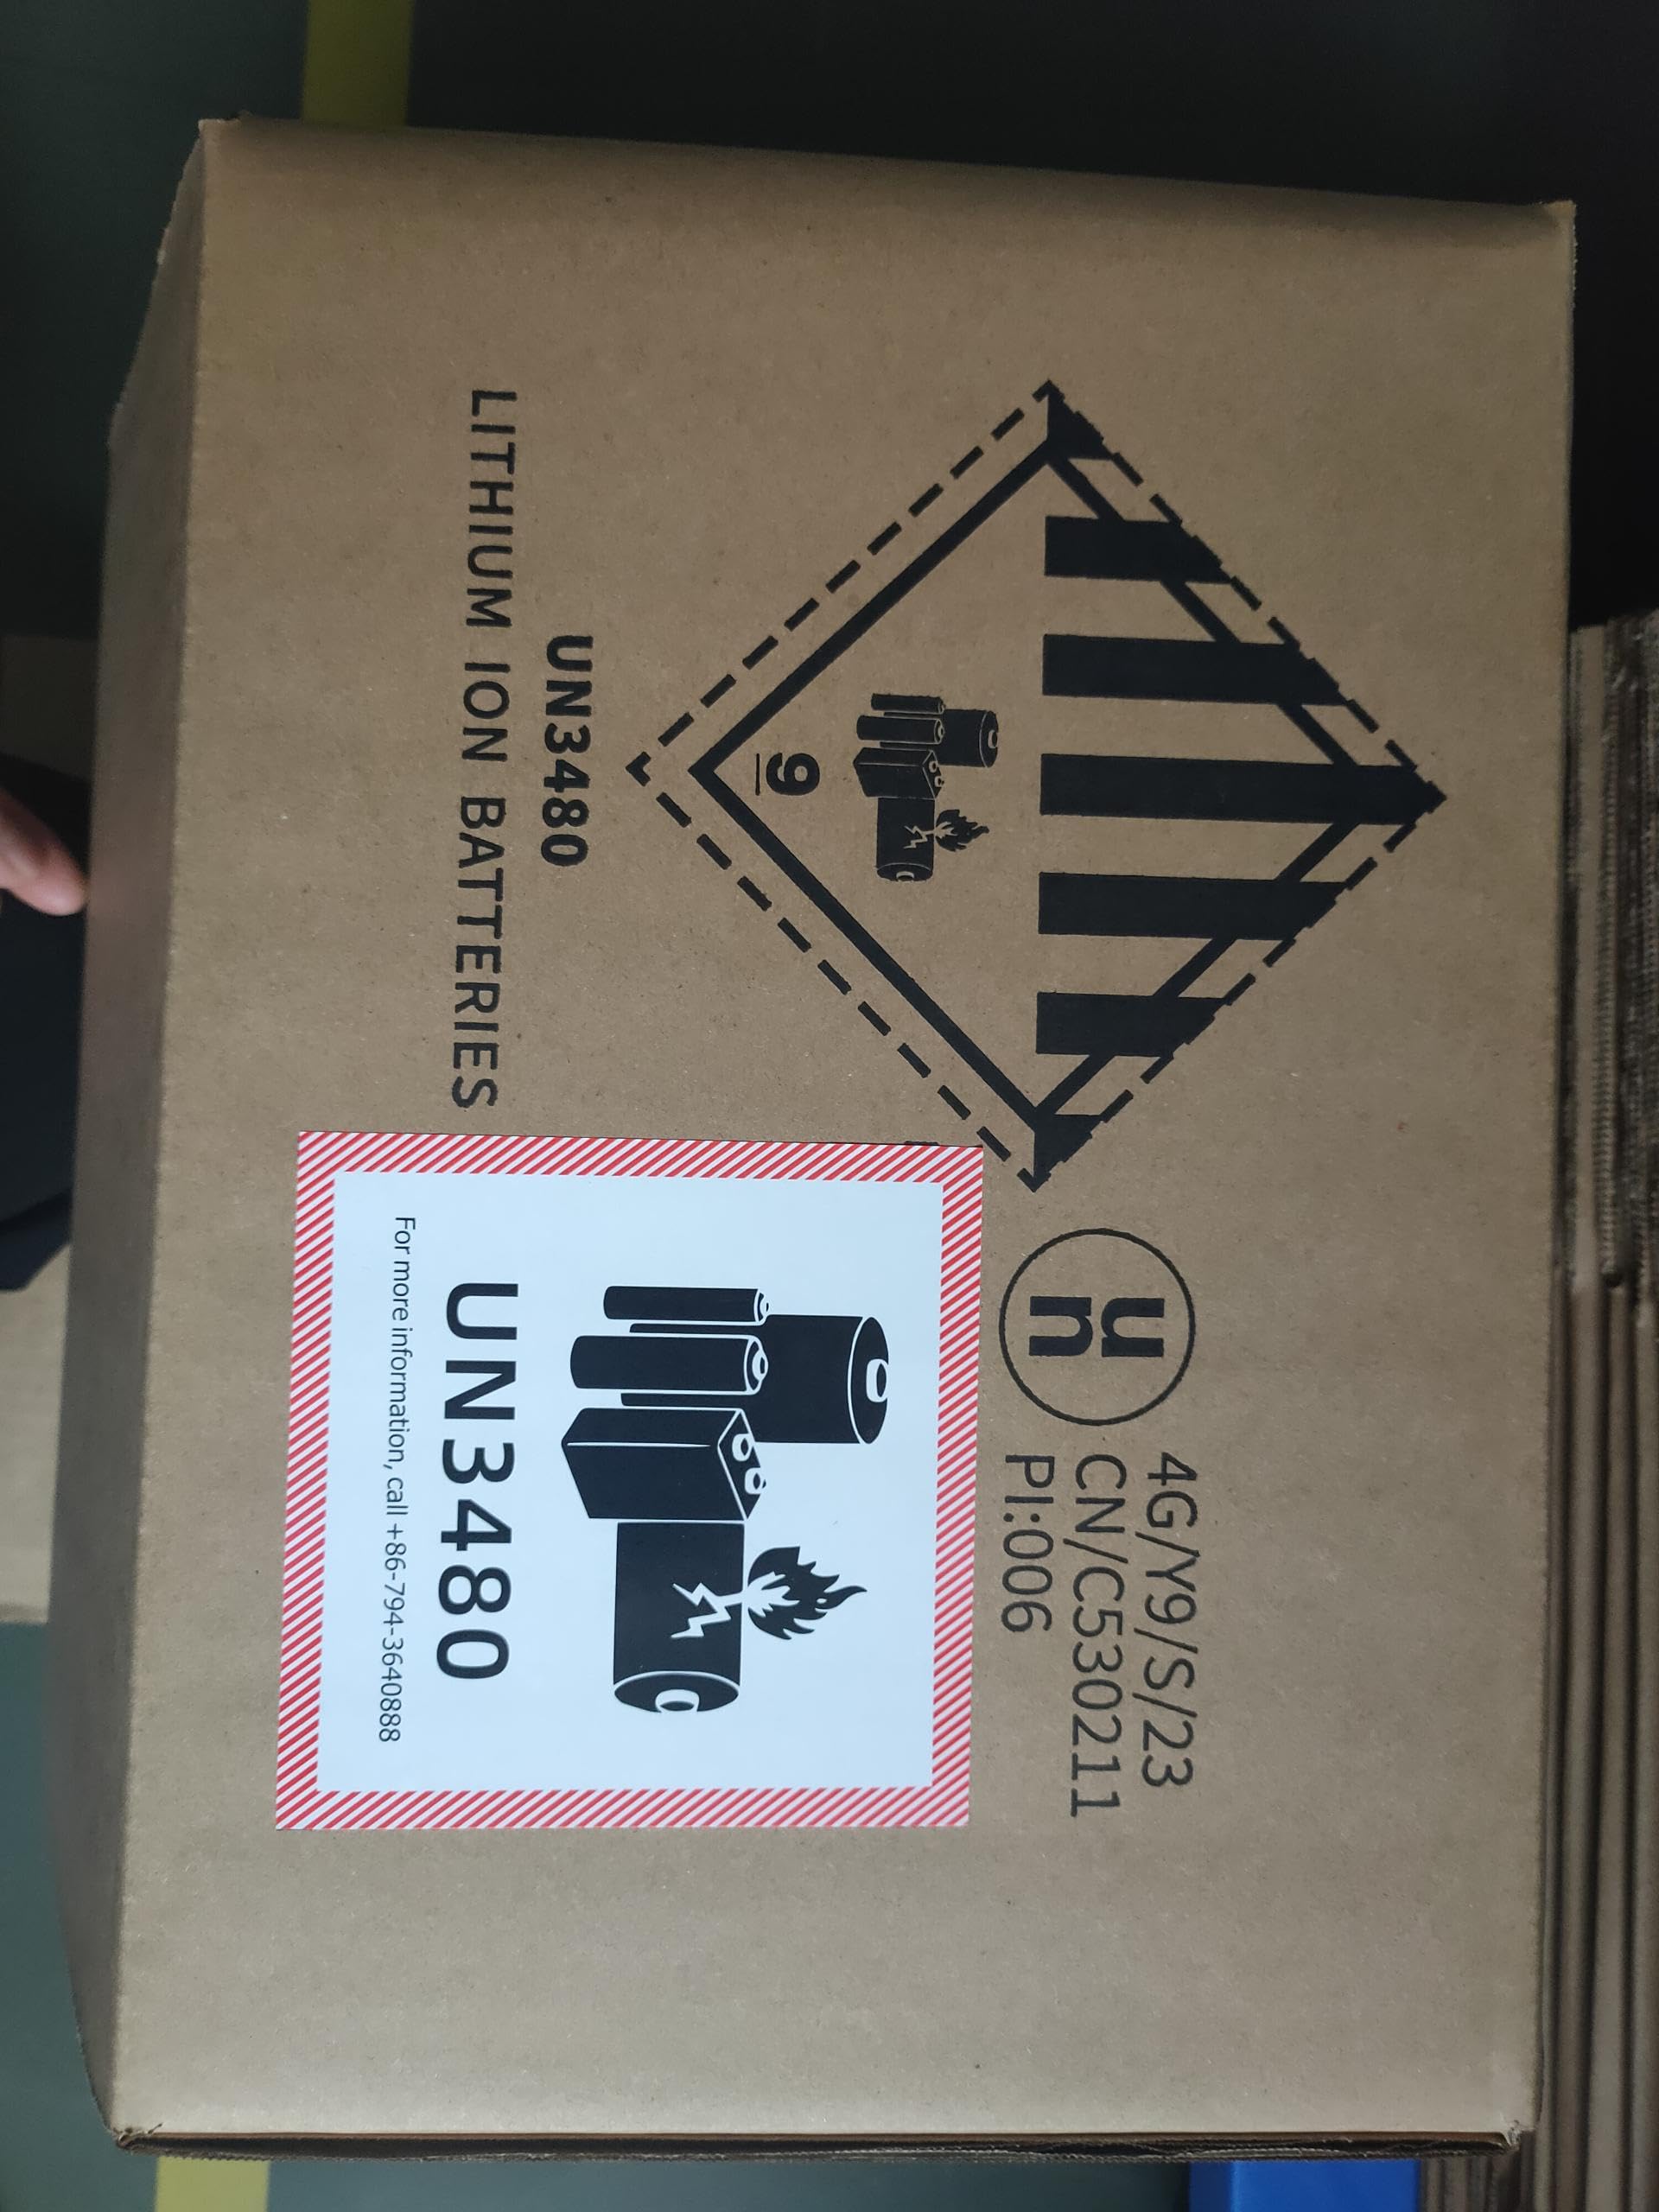 9
UN3480
LITHIUM ION BATTERIES
un
4G/Y9/S/23
CN/C530211
PI:006
UN3480
For more information, call +86-794-3640888